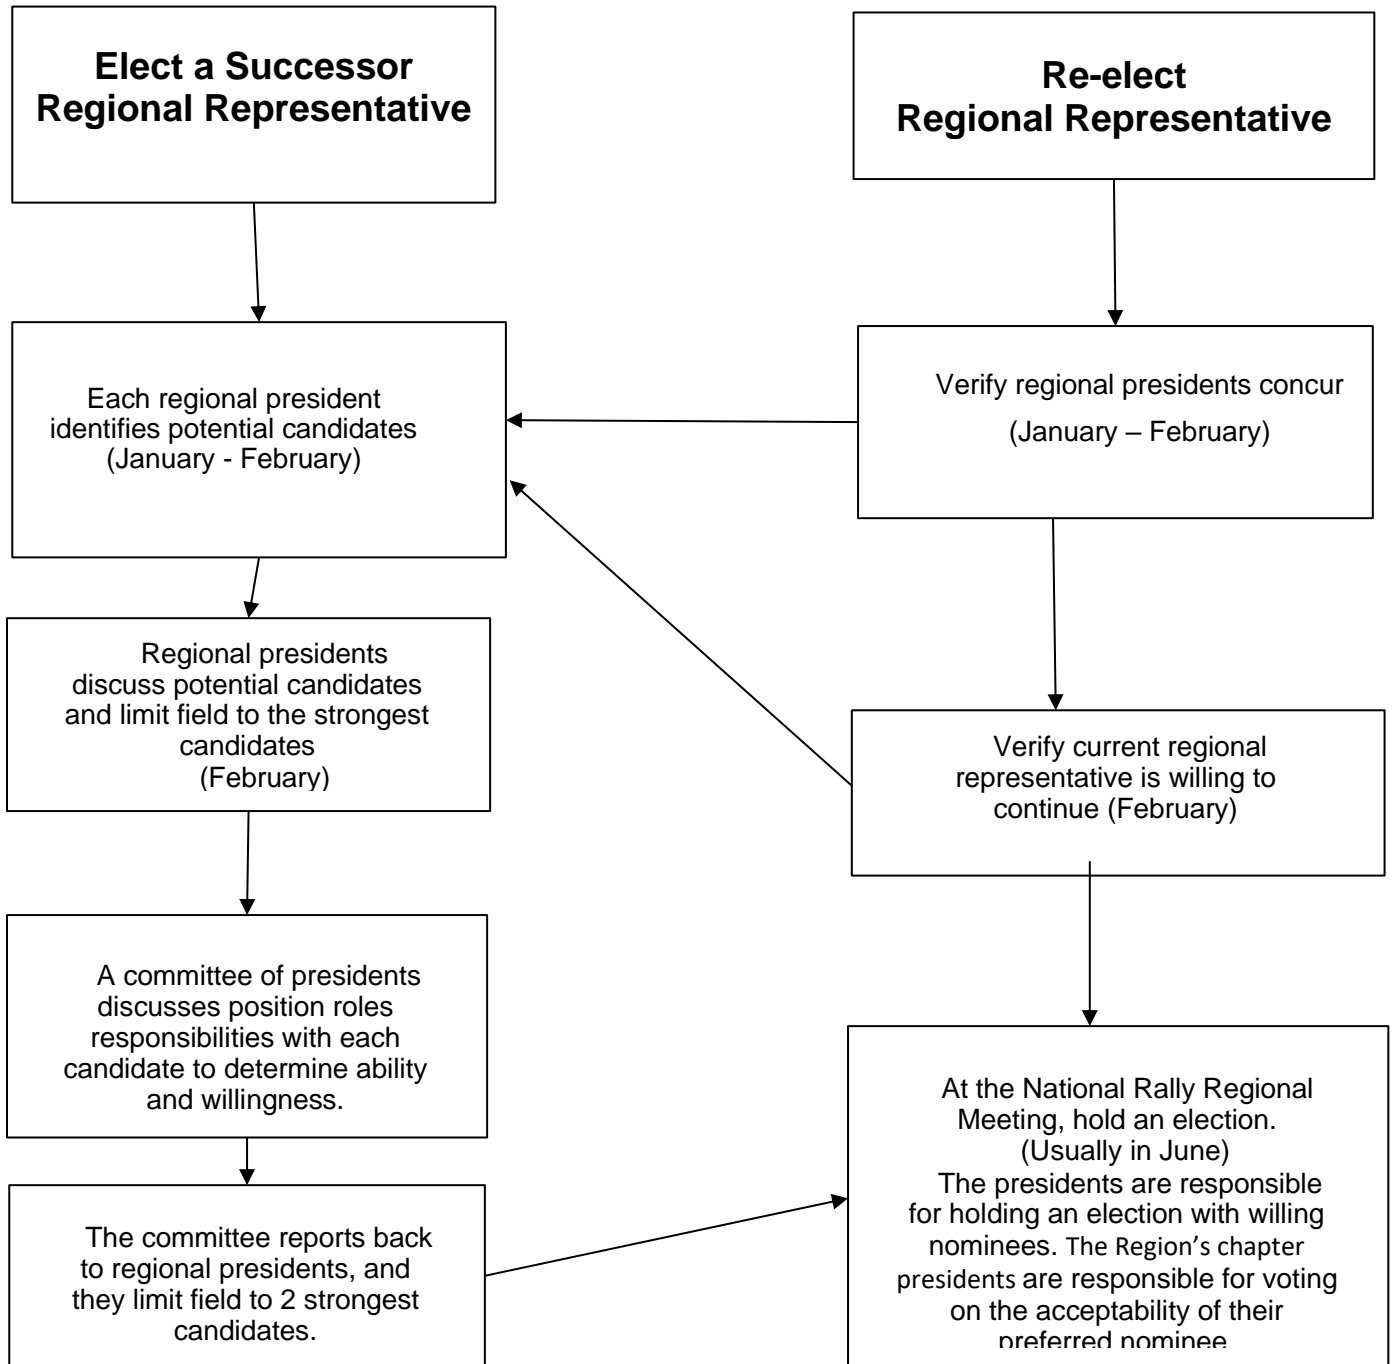 Elect a Successor
Regional Representative
Re-elect
Regional Representative
Each regional president
identifies potential candidates
(January - February)
Verify regional presidents concur
(January – February)
Regional presidents
discuss potential candidates
and limit field to the strongest
candidates
(February)
Verify current regional
representative is willing to
continue (February)
A committee of presidents
discusses position roles
responsibilities with each
candidate to determine ability
and willingness.
At the National Rally Regional
Meeting, hold an election.
(Usually in June)
The presidents are responsible
for holding an election with willing
nominees. The Region’s chapter
presidents are responsible for voting
on the acceptability of their
preferred nominee
The committee reports back
to regional presidents, and
they limit field to 2 strongest
candidates.